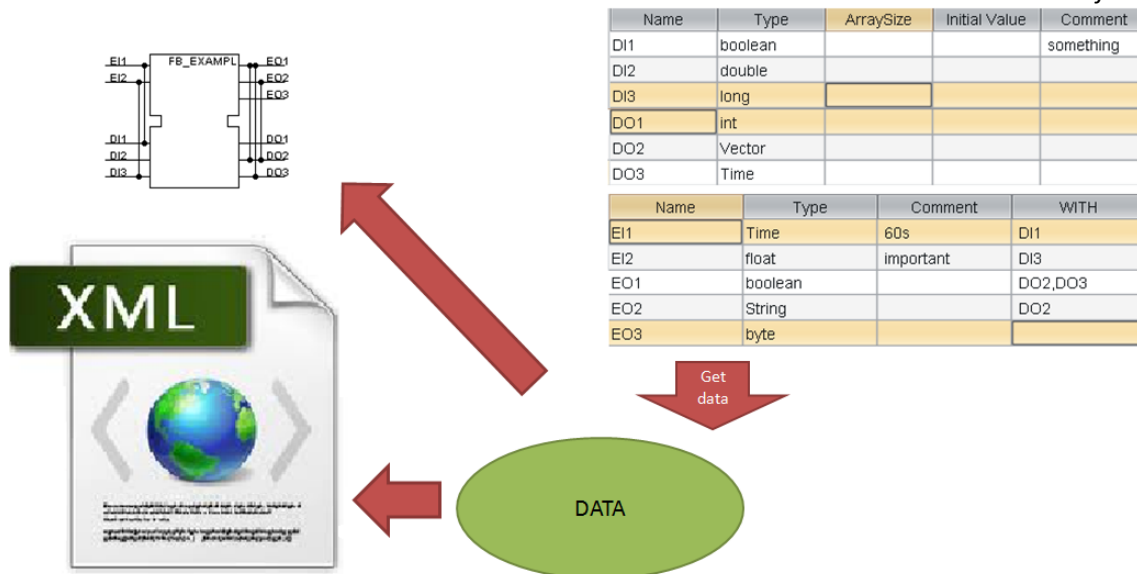 EI1 FB_EXAMPL EO1
EI2 EO2
EO3
DI1 DO1
DI2 DO2
DI3 DO3
Name Type ArraySize Initial Value Comment
DI1 boolean something
DI2 double
DI3 long
DO1 int
DO2 Vector
DO3 Time
Name Type Comment WITH
EI1 Time 60s DI1
EI2 float important DI3
EO1 boolean DO2,DO3
EO2 String DO2
EO3 byte
XML
Get
data
DATA